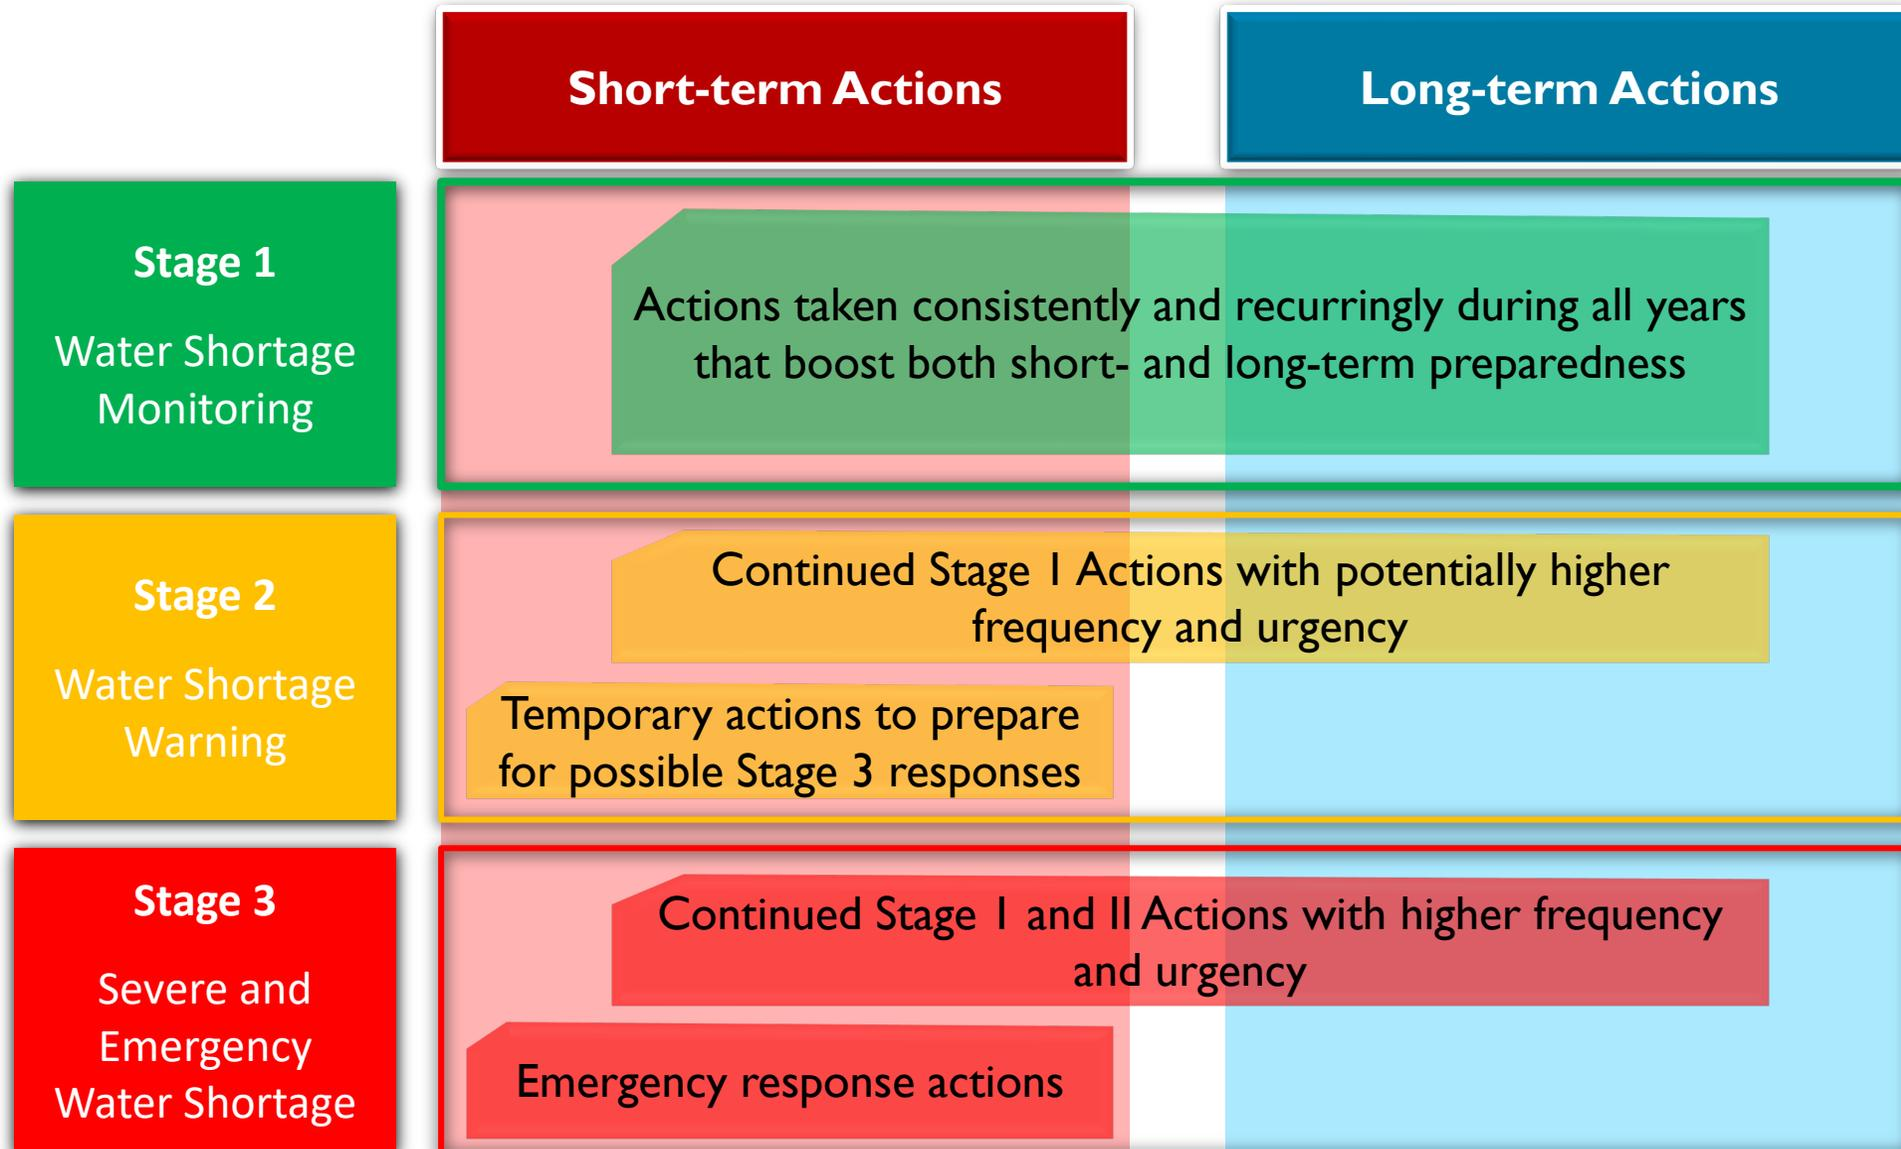 Short-term Actions
Long-term Actions
Stage 1
Water Shortage
Monitoring
Actions taken consistently and recurringly during all years
that boost both short- and long-term preparedness
Stage 2
Water Shortage
Warning
Continued Stage I Actions with potentially higher
frequency and urgency
Temporary actions to prepare
for possible Stage 3 responses
Stage 3
Severe and
Emergency
Water Shortage
Continued Stage I and II Actions with higher frequency
and urgency
Emergency response actions